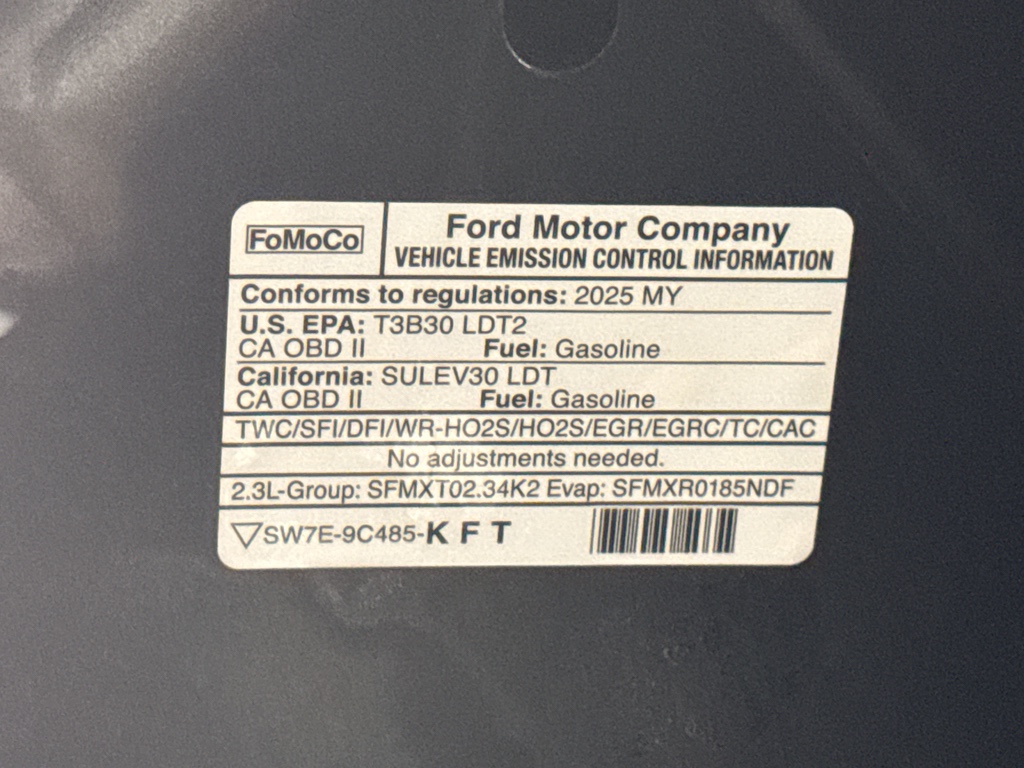 FoMoCo
Ford Motor Company
VEHICLE EMISSION CONTROL INFORMATION
Conforms to regulations: 2025 MY
U.S. EPA: T3B30 LDT2
CA OBD II Fuel: Gasoline
California: SULEV30 LDT
CA OBD II Fuel: Gasoline
TWC/SFI/DFI/WR-HO2S/HO2S/EGR/EGRC/TC/CAC
No adjustments needed.
2.3L-Group: SFMXT02.34K2 Evap: SFMXR0185NDF
SW7E-9C485-K F T